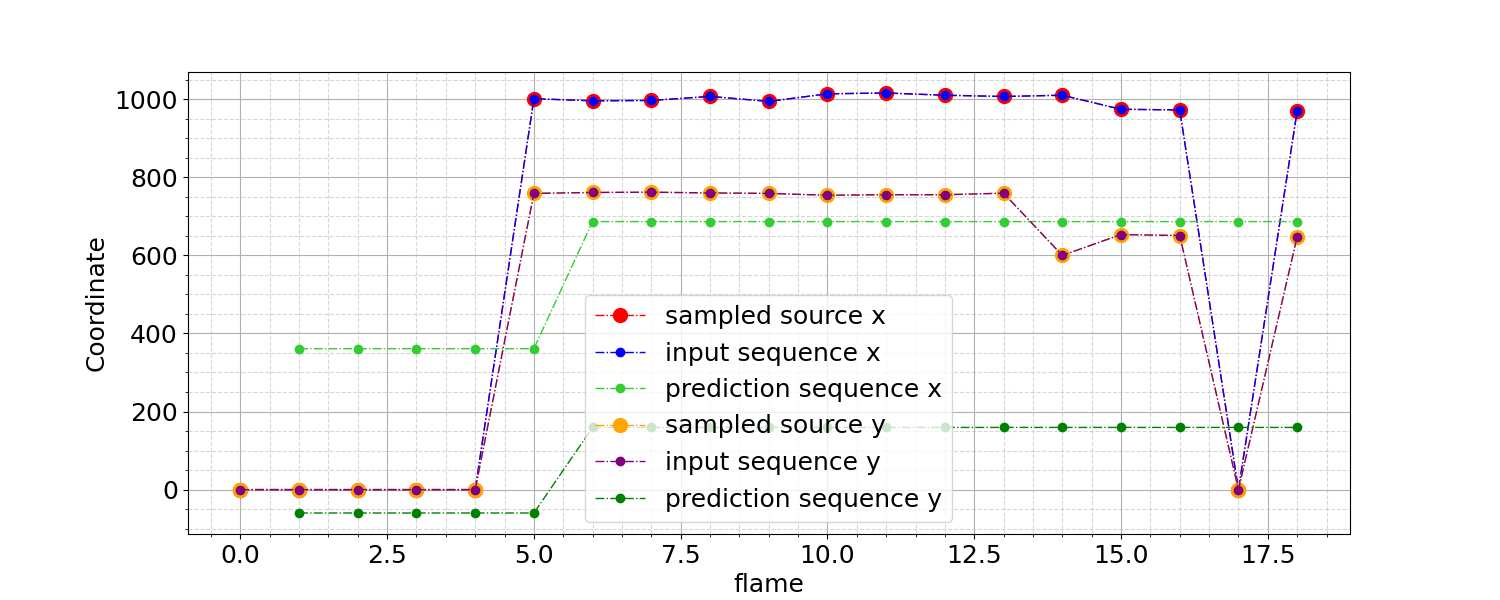 1000
800
600
400
200
0
Coordinate
sampled source x
input sequence x
prediction sequence x
sampled source y
input sequence y
prediction sequence y
0.0 2.5 5.0 7.5 10.0 12.5 15.0 17.5
flame